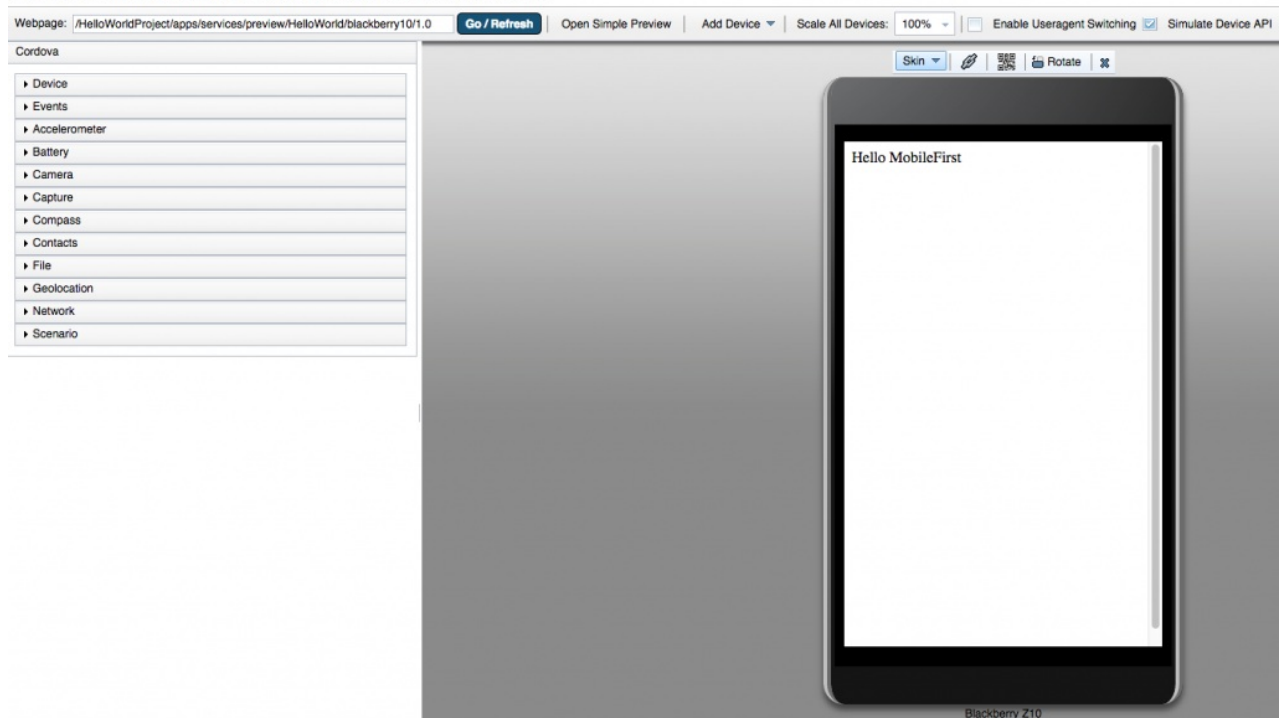 Webpage: /HelloWorldProject/apps/services/preview/HelloWorld/blackberry10/1.0 Go / Refresh Open Simple Preview Add Device Scale All Devices: 100% Enable Useragent Switching Simulate Device API
Cordova
Skin Rotate
Device
Events
Accelerometer
Battery
Camera
Capture
Compass
Contacts
File
Geolocation
Network
Scenario
Hello MobileFirst
Blackberry Z10